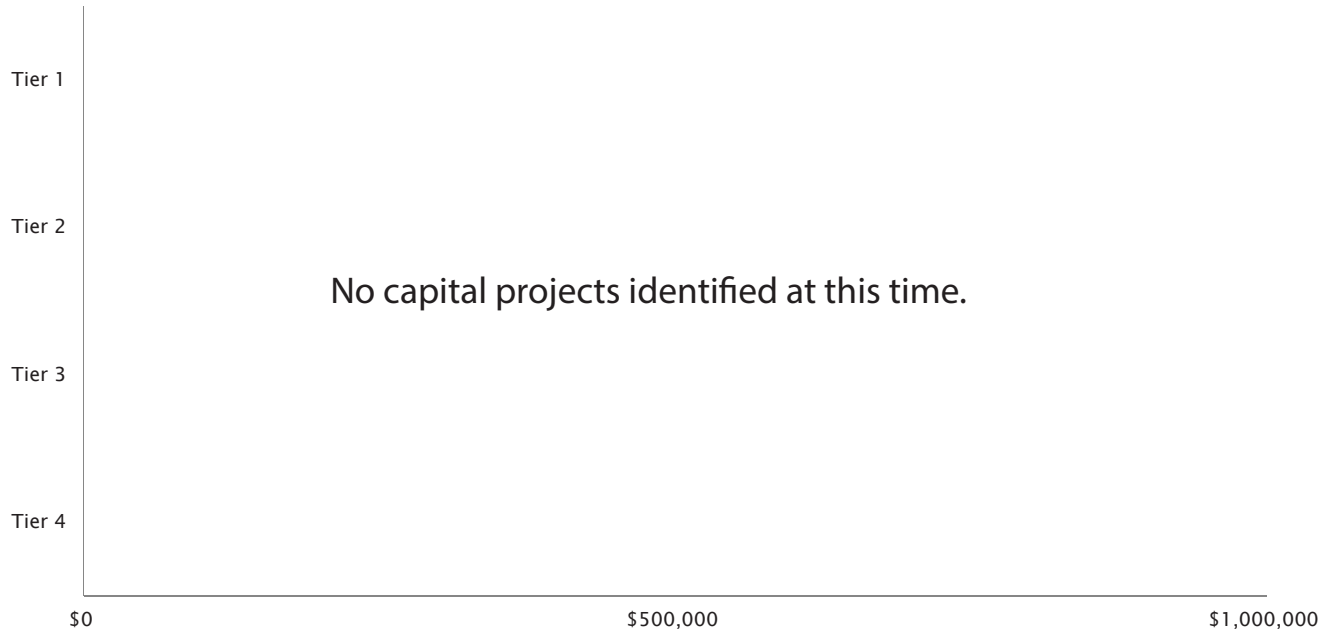 Tier 1
Tier 2
No capital projects identified at this time.
Tier 3
Tier 4
$0
$500,000
$1,000,000